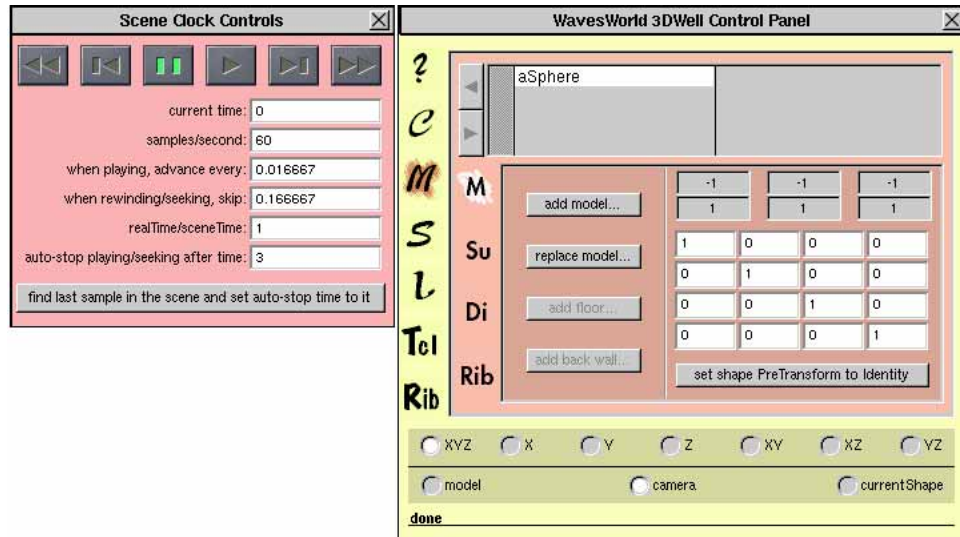 Scene Clock Controls
current time: 0
samples/second: 60
when playing, advance every: 0.016667
when rewinding/seeking, skip: 0.166667
realTime/sceneTime: 1
auto-stop playing/seeking after time: 3
find last sample in the scene and set auto-stop time to it
WavesWorld 3DWell Control Panel
?
C
M
S
L
Tcl
Rib
aSphere
M
Su
Di
Rib
add model...
replace model...
add floor...
add back wall...
-1 -1 -1
1 1 1
1 0 0 0
0 1 0 0
0 0 1 0
0 0 0 1
set shape PreTransform to Identity
XYZ X Y Z XY XZ YZ
model camera currentShape
done